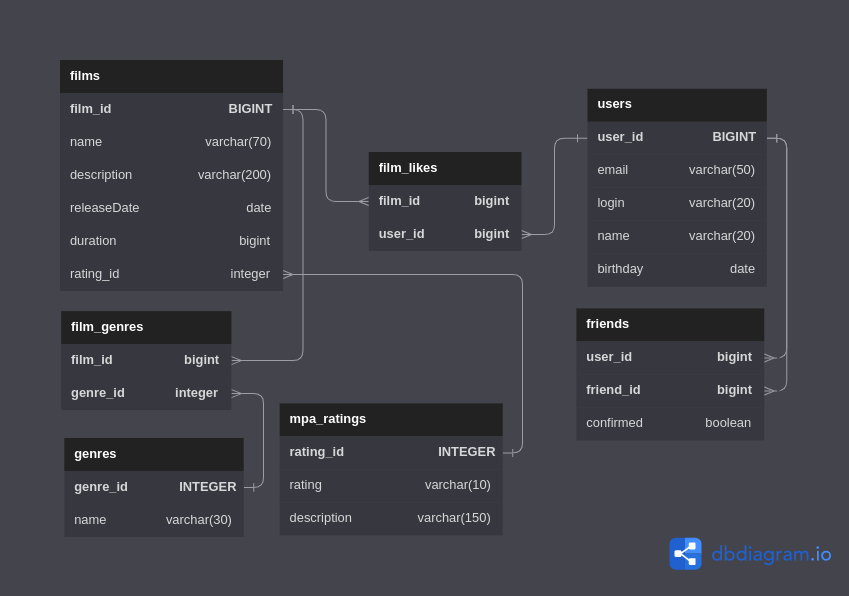 films
film_id BIGINT
name varchar(70)
description varchar(200)
releaseDate date
duration bigint
rating_id integer
film_likes
film_id bigint
user_id bigint
users
user_id BIGINT
email varchar(50)
login varchar(20)
name varchar(20)
birthday date
film_genres
film_id bigint
genre_id integer
friends
user_id bigint
friend_id bigint
confirmed boolean
genres
genre_id INTEGER
name varchar(30)
mpa_ratings
rating_id INTEGER
rating varchar(10)
description varchar(150)
dbdiagram.io